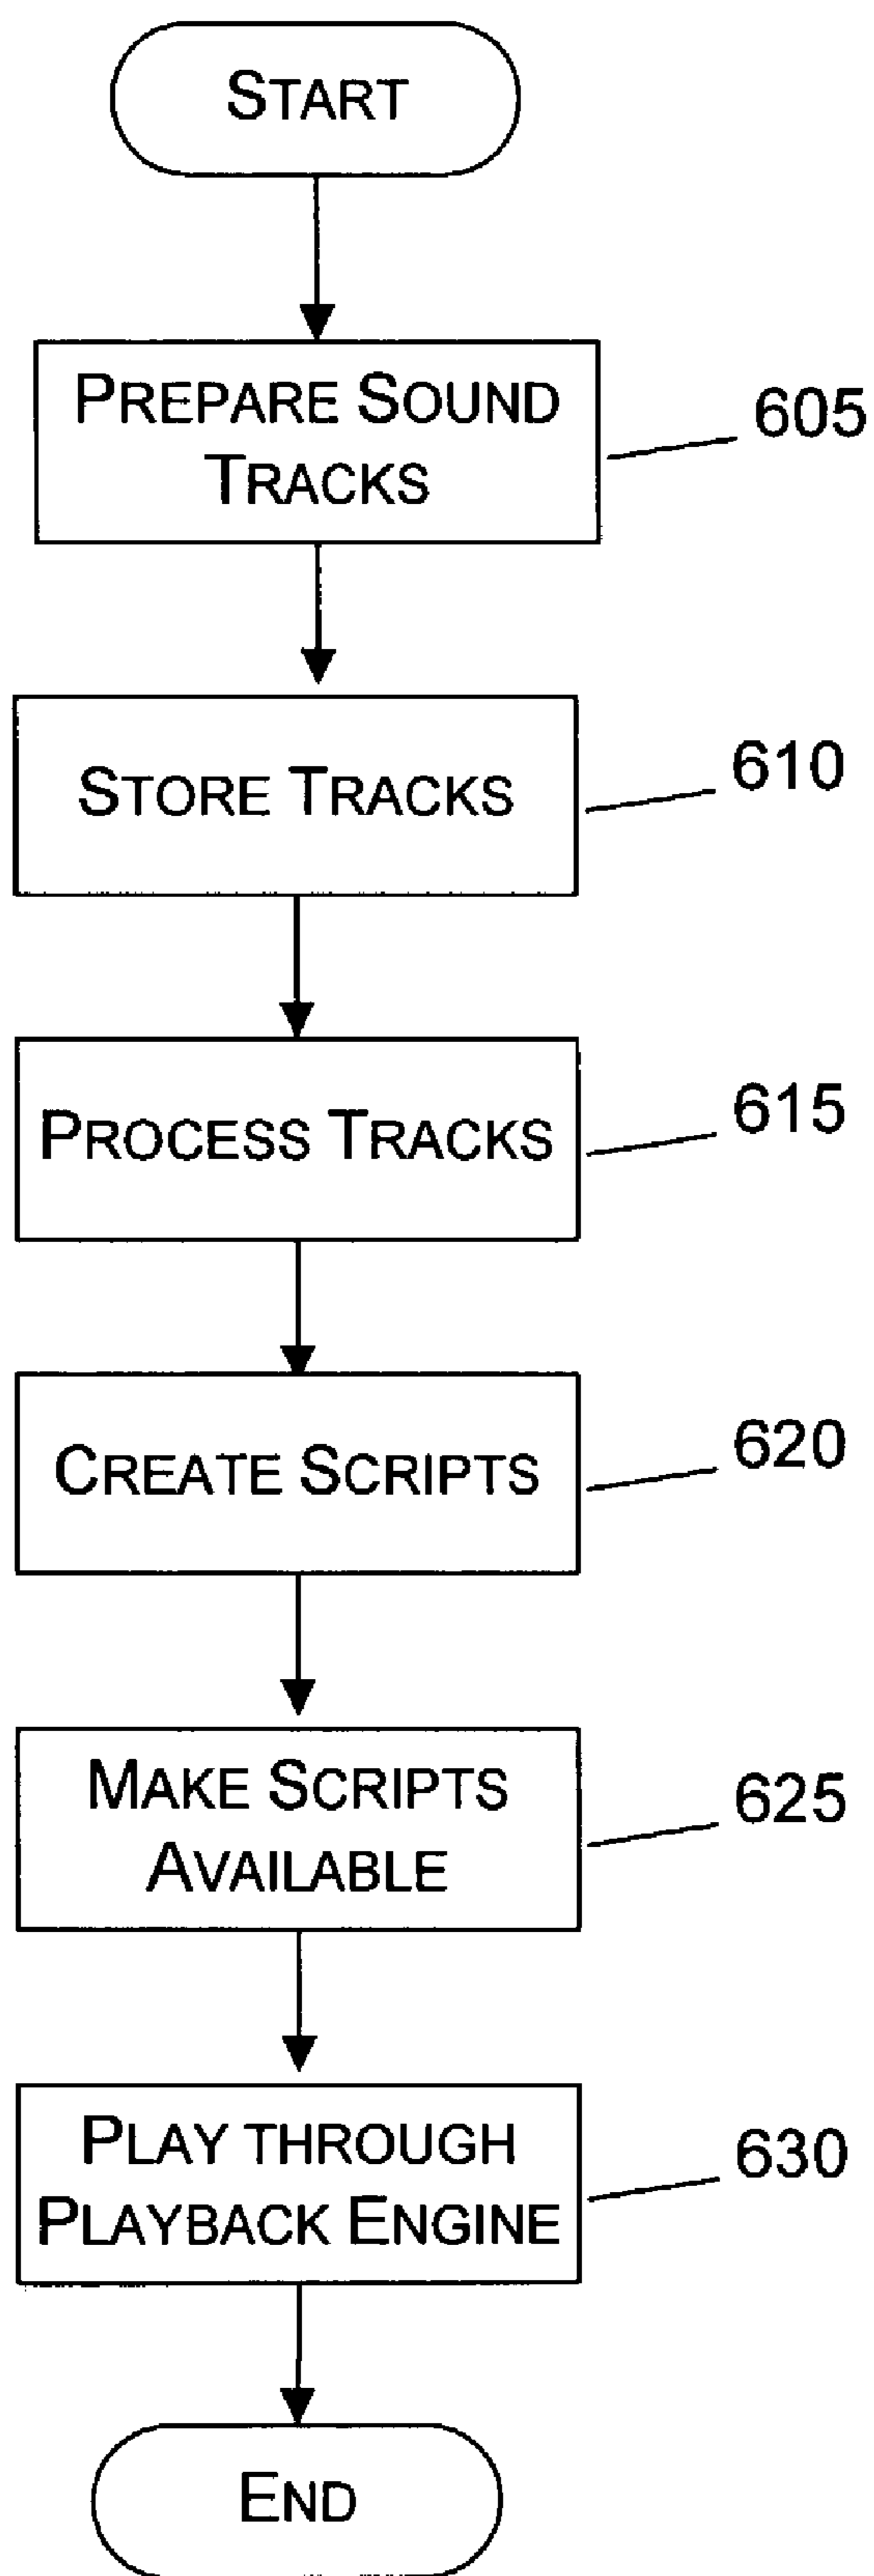 START
PREPARE SOUND
TRACKS
605
STORE TRACKS
610
PROCESS TRACKS
615
CREATE SCRIPTS
620
MAKE SCRIPTS
AVAILABLE
625
PLAY THROUGH
PLAYBACK ENGINE
630
END